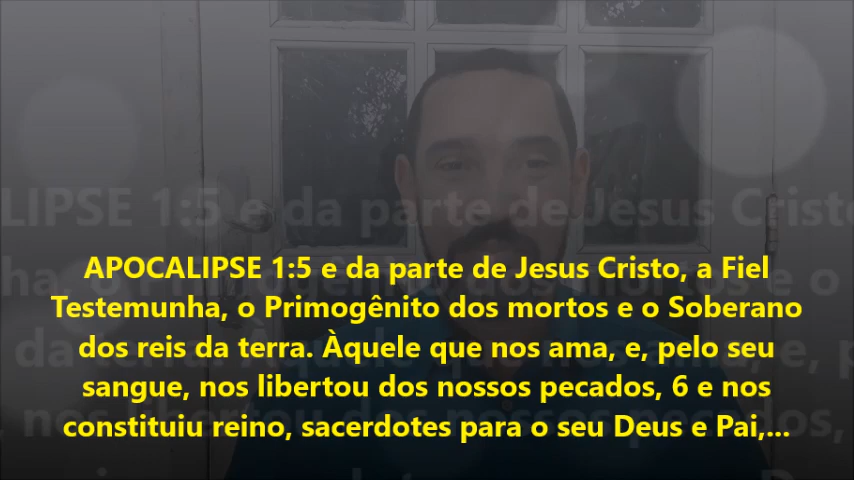 APOCALIPSE 1:5 e da parte de Jesus Cristo, a Fiel
Testemunha, o Primogênito dos mortos e o Soberano
dos reis da terra. Àquele que nos ama, e, pelo seu
sangue, nos libertou dos nossos pecados, 6 e nos
constituiu reino, sacerdotes para o seu Deus e Pai,...